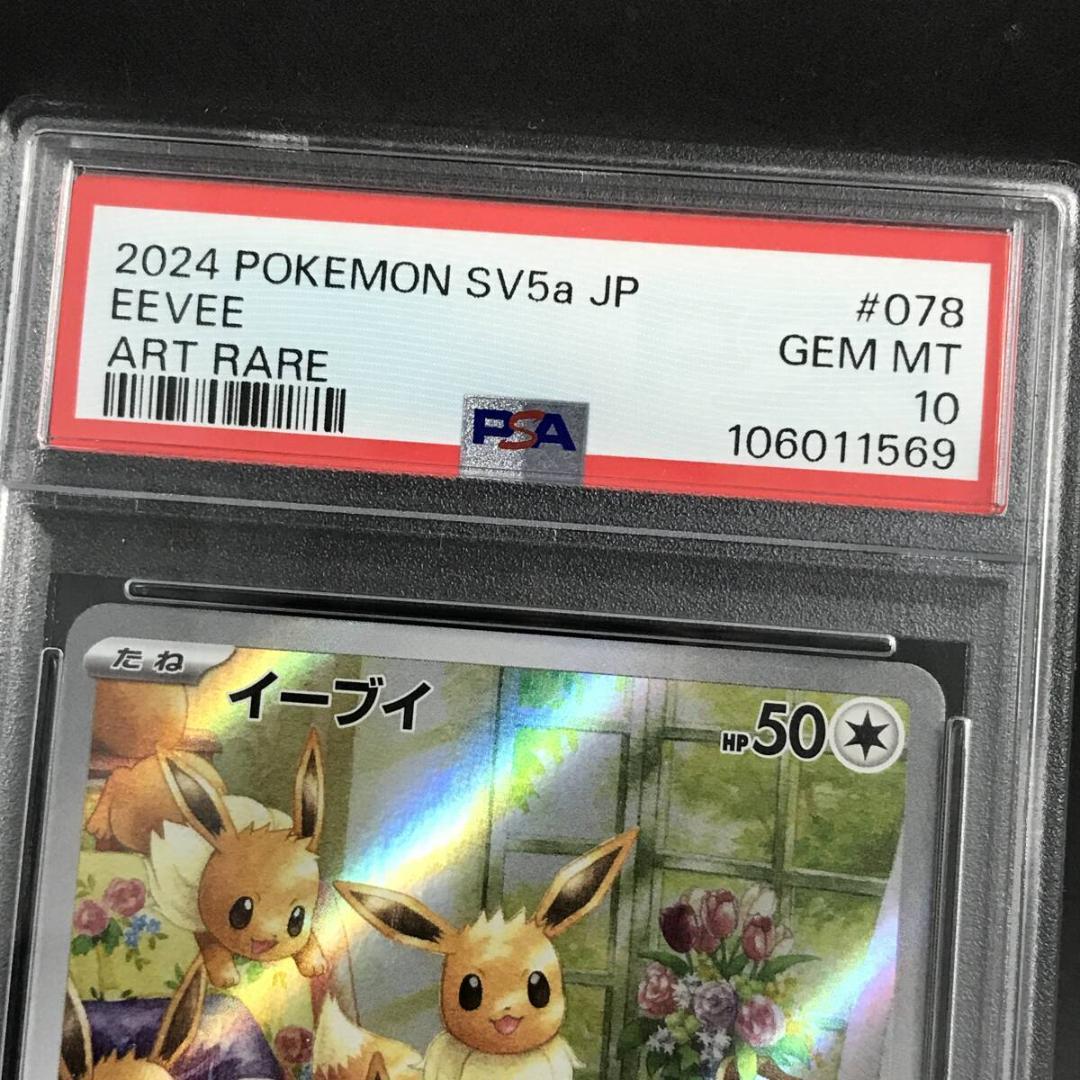 2024 POKEMON SV5a JP
EEVEE
ART RARE
#078
GEM MT
10
106011569
PSA
たね
イーブイ
HP50